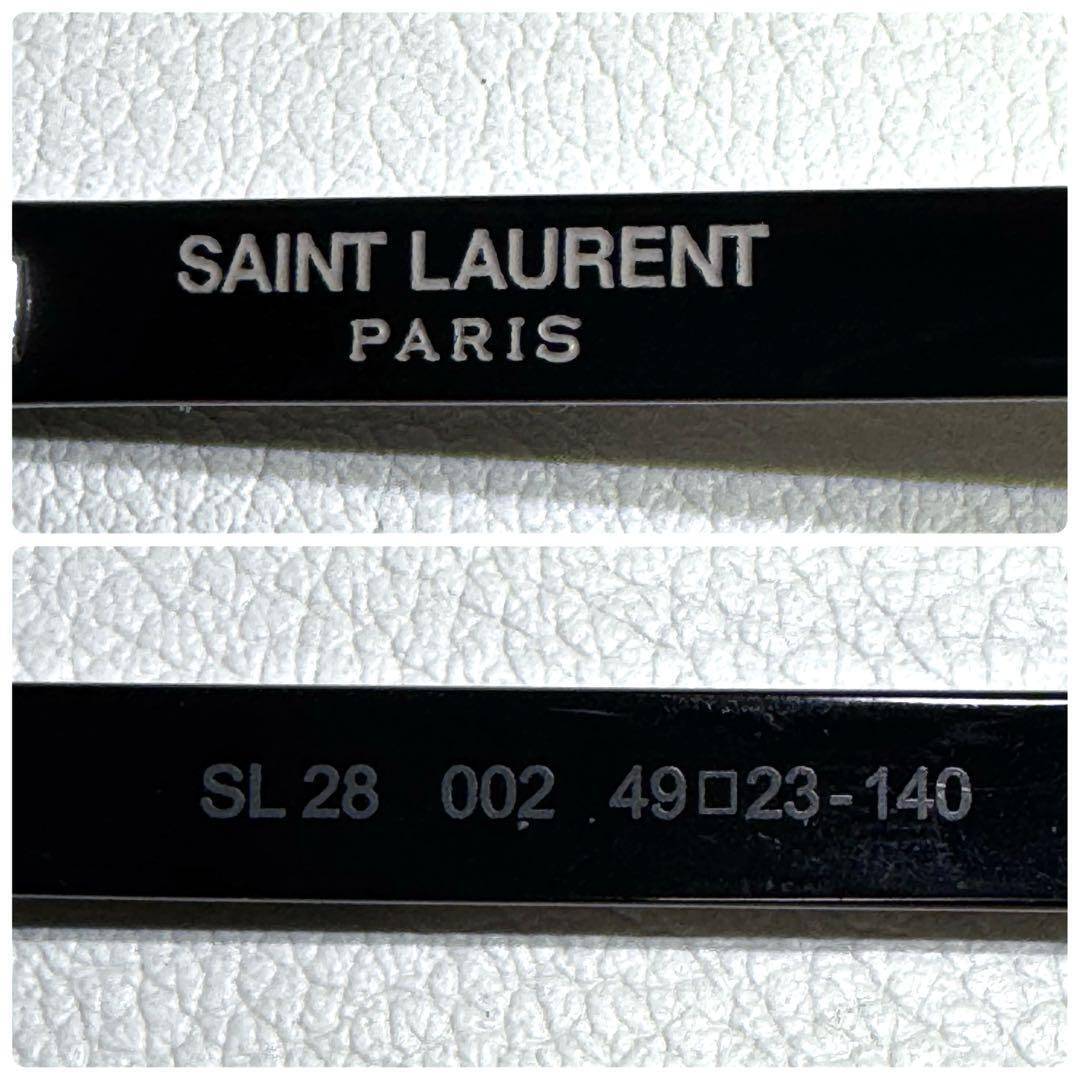 SAINT LAURENT
PARIS
SL 28 002 49□23-140